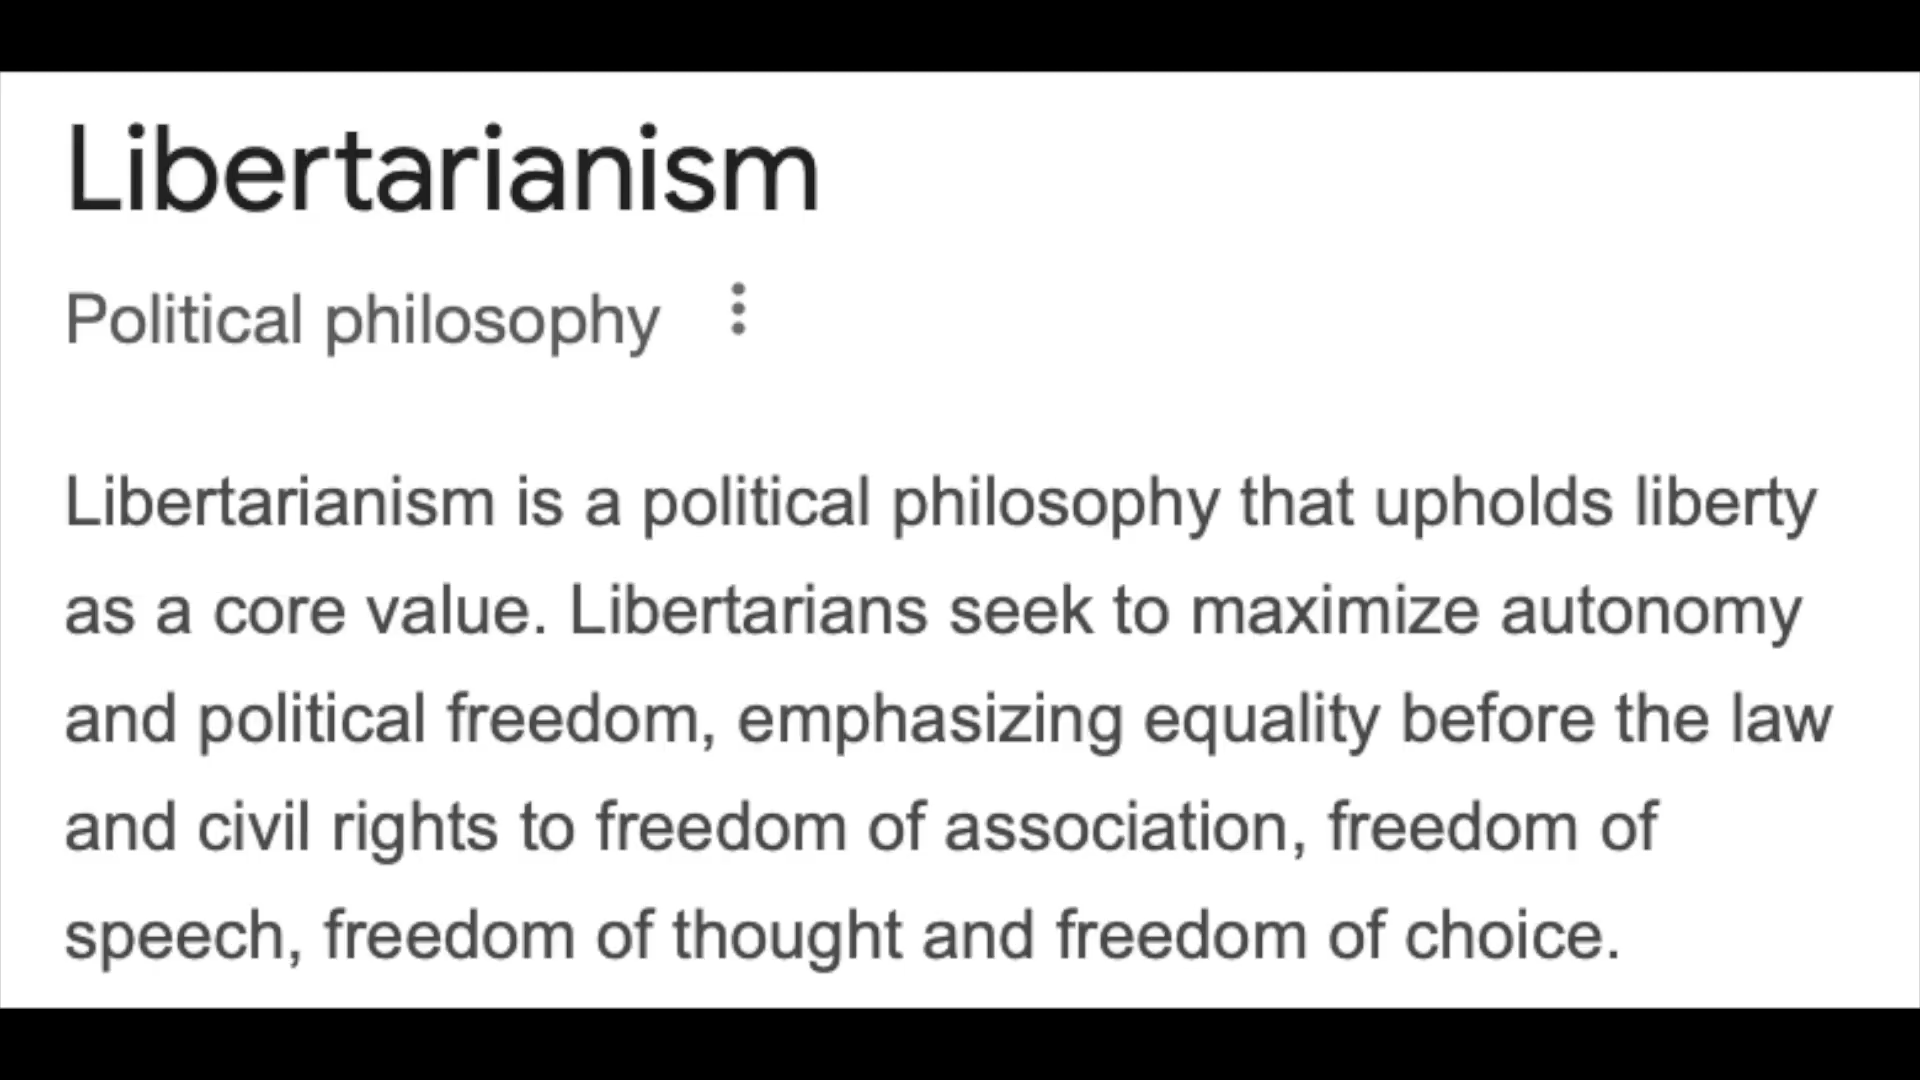 Libertarianism
Political philosophy
Libertarianism is a political philosophy that upholds liberty
as a core value. Libertarians seek to maximize autonomy
and political freedom, emphasizing equality before the law
and civil rights to freedom of association, freedom of
speech, freedom of thought and freedom of choice.